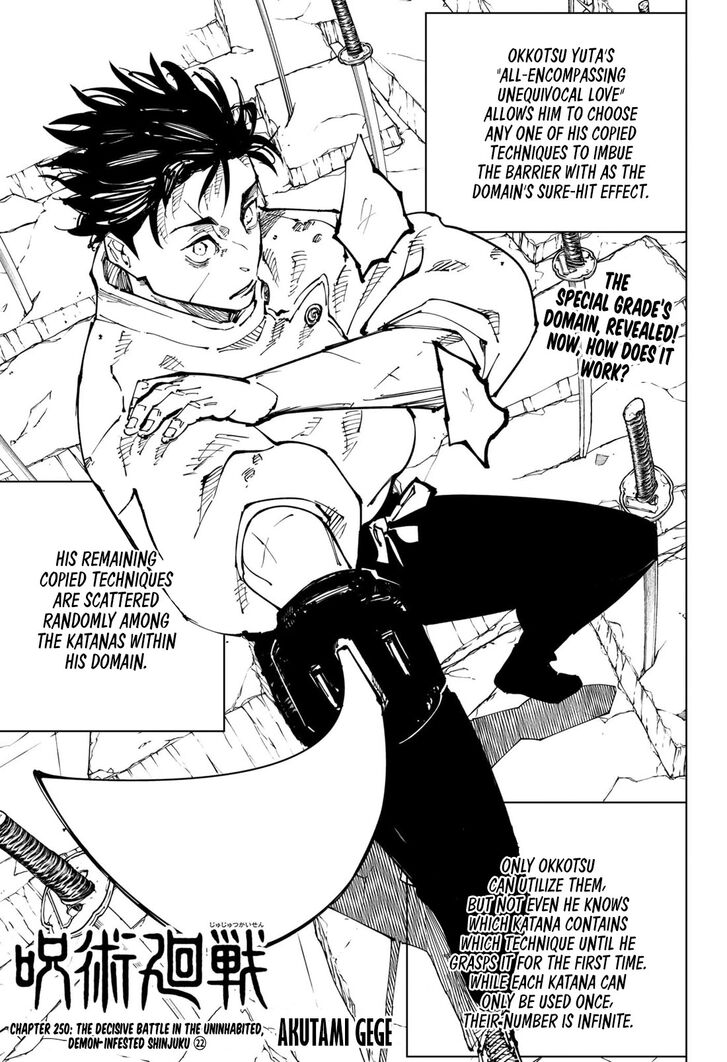 OKKOTSU YUTA'S
"ALL-ENCOMPASSING
UNEQUIVOCAL LOVE"
ALLOWS HIM TO CHOOSE
ANY ONE OF HIS COPIED
TECHNIQUES TO IMBUE
THE BARRIER WITH AS THE
DOMAIN'S SURE-HIT EFFECT.
THE
SPECIAL GRADE'S
DOMAIN, REVEALED!
NOW, HOW DOES IT
WORK?
HIS REMAINING
COPIED TECHNIQUES
ARE SCATTERED
RANDOMLY AMONG
THE KATANAS WITHIN
HIS DOMAIN.
ONLY OKKOTSU
CAN UTILIZE THEM,
BUT NOT EVEN HE KNOWS
WHICH KATANA CONTAINS
WHICH TECHNIQUE UNTIL HE
GRASPS IT FOR THE FIRST TIME.
WHILE EACH KATANA CAN
ONLY BE USED ONCE,
THEIR NUMBER IS INFINITE.
じゅじゅつかいせん
呪術廻戦
CHAPTER 250: THE DECISIVE BATTLE IN THE UNINHABITED,
DEMON-INFESTED SHINJUKU ㉒
AKUTAMI GEGE